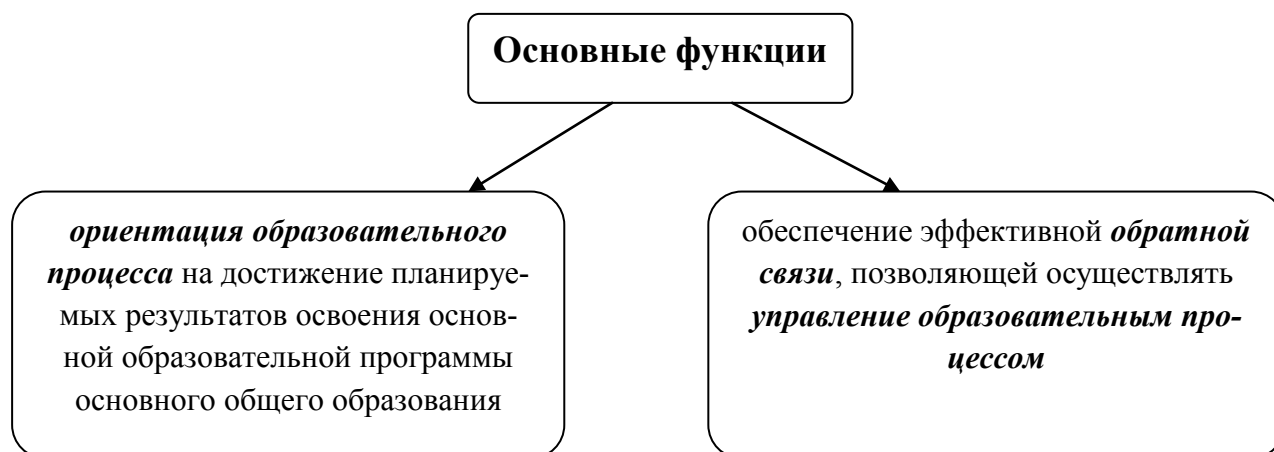 Основные функции
ориентация образовательного
процесса на достижение планируе-
мых результатов освоения основ-
ной образовательной программы
основного общего образования
обеспечение эффективной обратной
связи, позволяющей осуществлять
управление образовательным про-
цессом